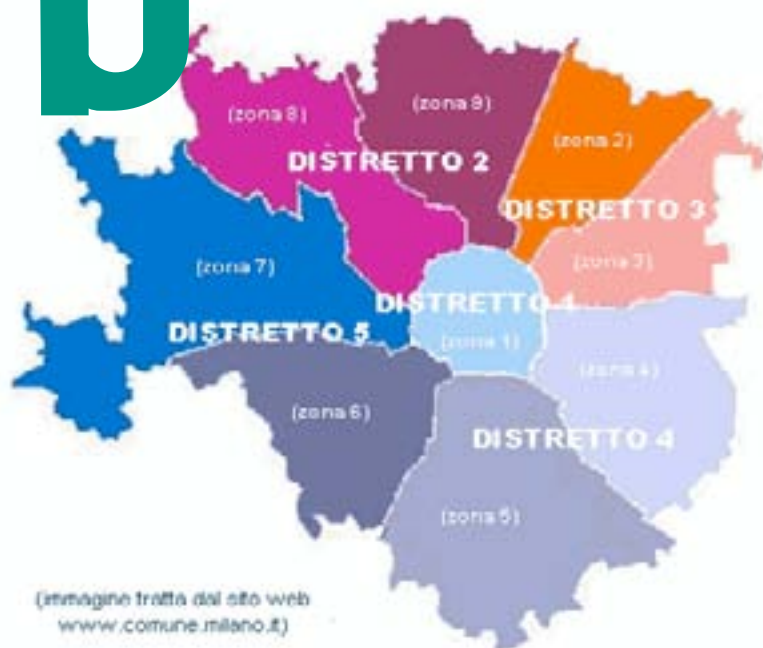 (zona 8)
(zona 9)
(zona 2)
DISTRETTO 2
DISTRETTO 3
(zona 7)
(zona 3)
DISTRETTO 1
DISTRETTO 5
(zona 1)
(zona 4)
(zona 6)
DISTRETTO 4
(zona 5)
(immagine tratta dal sito web
www.comune.milano.it)